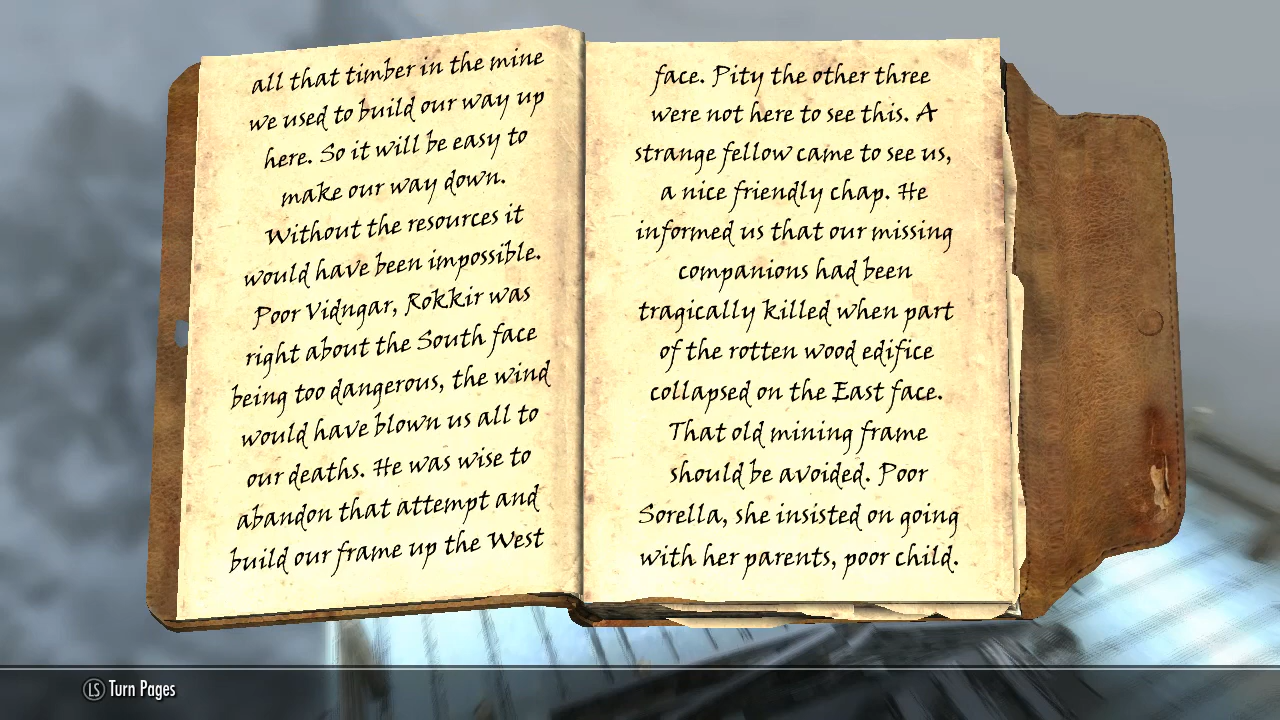 all that timber in the mine
we used to build our way up
here. So it will be easy to
make our way down.
Without the resources it
would have been impossible.
Poor Vidngar, Rokkir was
right about the South face
being too dangerous, the wind
would have blown us all to
our deaths. He was wise to
abandon that attempt and
build our frame up the West
face. Pity the other three
were not here to see this. A
strange fellow came to see us,
a nice friendly chap. He
informed us that our missing
companions had been
tragically killed when part
of the rotten wood edifice
collapsed on the East face.
That old mining frame
should be avoided. Poor
Sorella, she insisted on going
with her parents, poor child.
LS Turn Pages